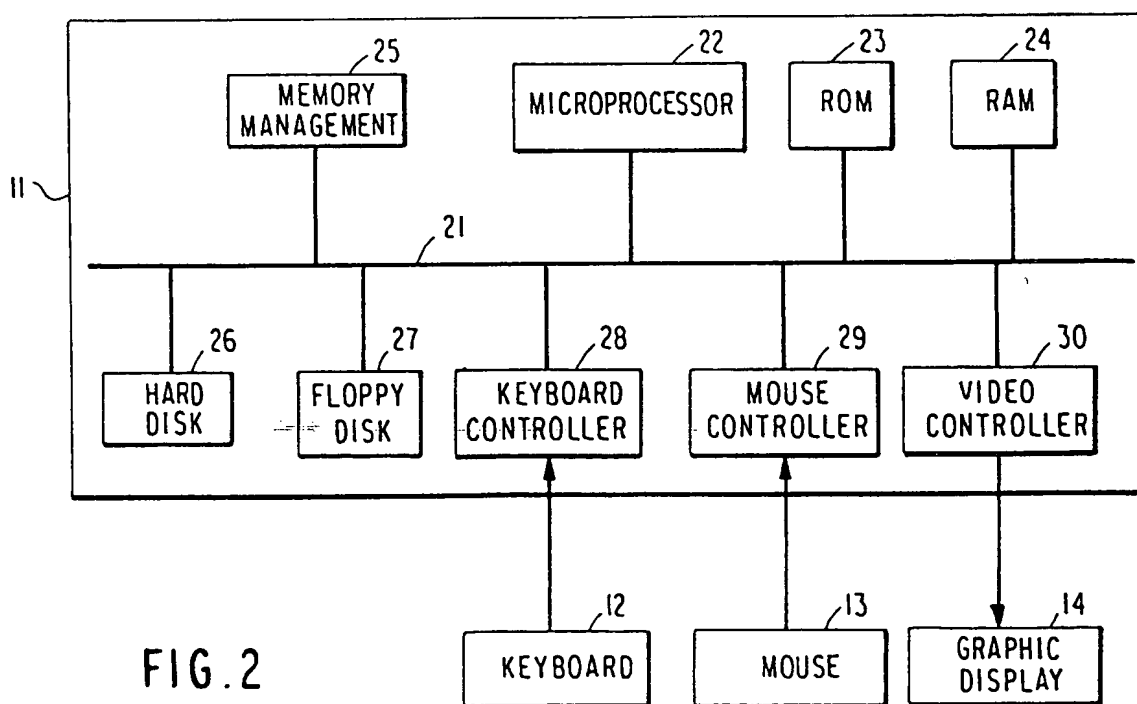 25
22
23
24
MEMORY
MANAGEMENT
MICROPROCESSOR
ROM
RAM
11
21
26
27
28
29
30
HARD
DISK
FLOPPY
DISK
KEYBOARD
CONTROLLER
MOUSE
CONTROLLER
VIDEO
CONTROLLER
12
13
14
KEYBOARD
MOUSE
GRAPHIC
DISPLAY
FIG.2